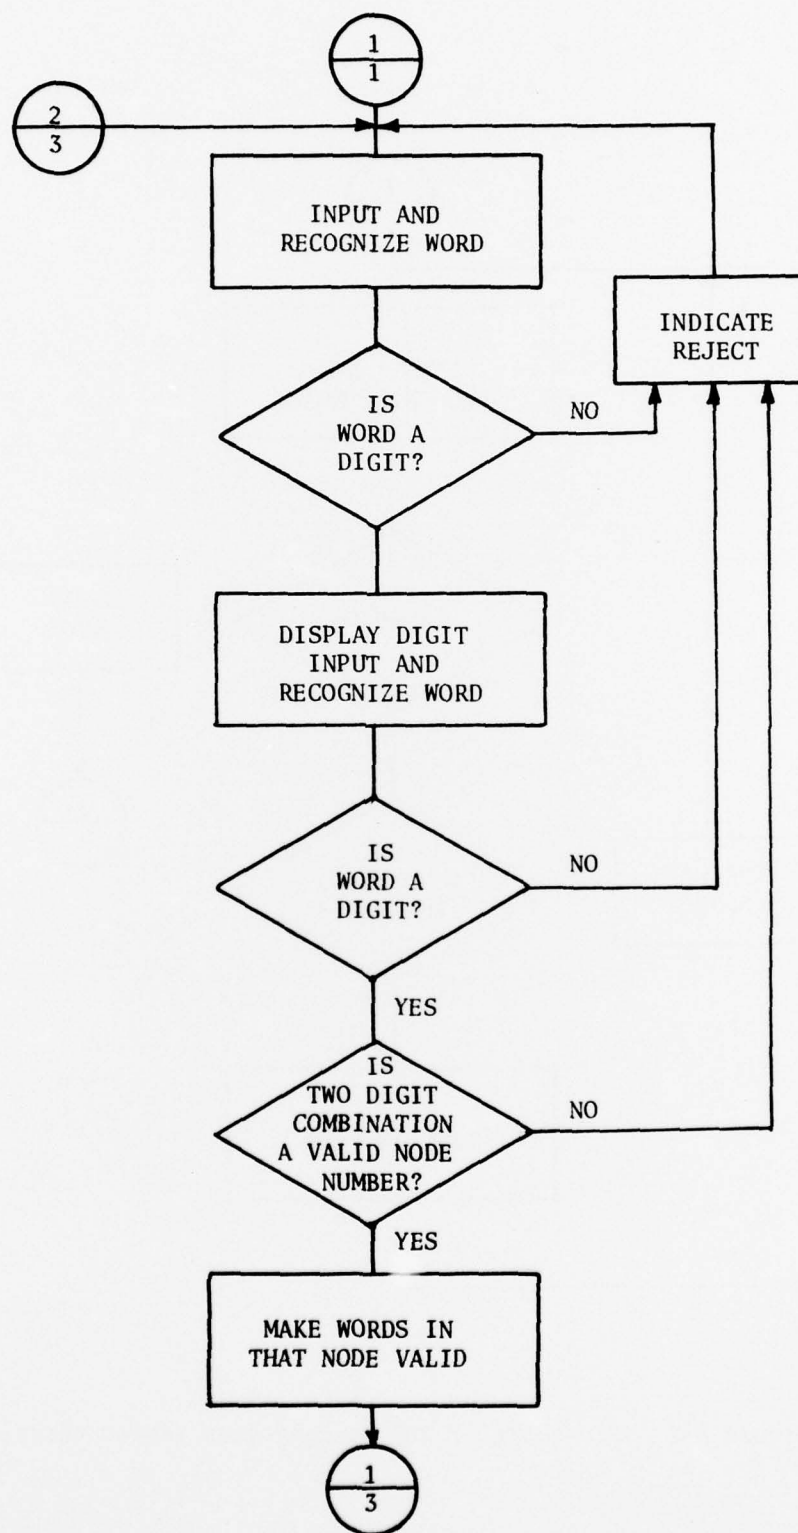 1
1
2
3
INPUT AND
RECOGNIZE WORD
INDICATE
REJECT
IS
WORD A
DIGIT?
NO
DISPLAY DIGIT
INPUT AND
RECOGNIZE WORD
IS
WORD A
DIGIT?
NO
YES
IS
TWO DIGIT
COMBINATION
A VALID NODE
NUMBER?
NO
YES
MAKE WORDS IN
THAT NODE VALID
1
3